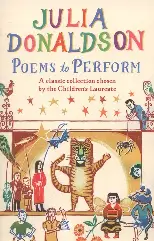 JULIA
DONALDSON
POEMS to PERFORM
A classic collection chosen
by the Children's Laureate